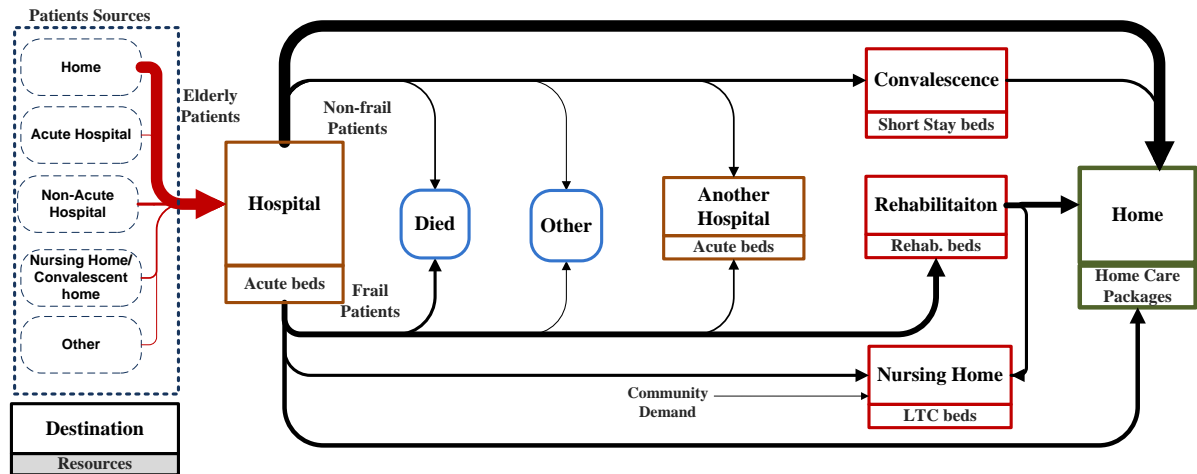 Patients Sources
Home
Acute Hospital
Non-Acute
Hospital
Nursing Home/
Convalescent
home
Other
Elderly
Patients
Hospital
Acute beds
Non-frail
Patients
Frail
Patients
Died
Other
Another
Hospital
Acute beds
Convalescence
Short Stay beds
Rehabilitaiton
Rehab. beds
Nursing Home
LTC beds
Community
Demand
Home
Home Care
Packages
Destination
Resources